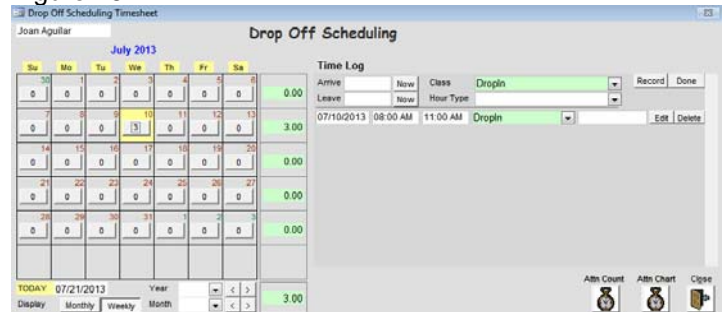 Drop Off Scheduling Timesheet
Joan Aguilar
Drop Off Scheduling
July 2013
Su Mo Tu We Th Fr Sa
30 1 2 3 4 5 6
0 0 0 0 0 0 0 0.00
7 8 9 10 11 12 13
0 0 0 3 0 0 0 3.00
14 15 16 17 18 19 20
0 0 0 0 0 0 0 0.00
21 22 23 24 25 26 27
0 0 0 0 0 0 0 0.00
28 29 30 31 1 2 3
0 0 0 0 0 0 0 0.00
TODAY 07/21/2013 Year < >
Display Monthly Weekly Month < > 3.00
Time Log
Arrive Now Class DropIn Record Done
Leave Now Hour Type
07/10/2013 08:00 AM 11:00 AM DropIn Edit Delete
Attn Count Attn Chart Close